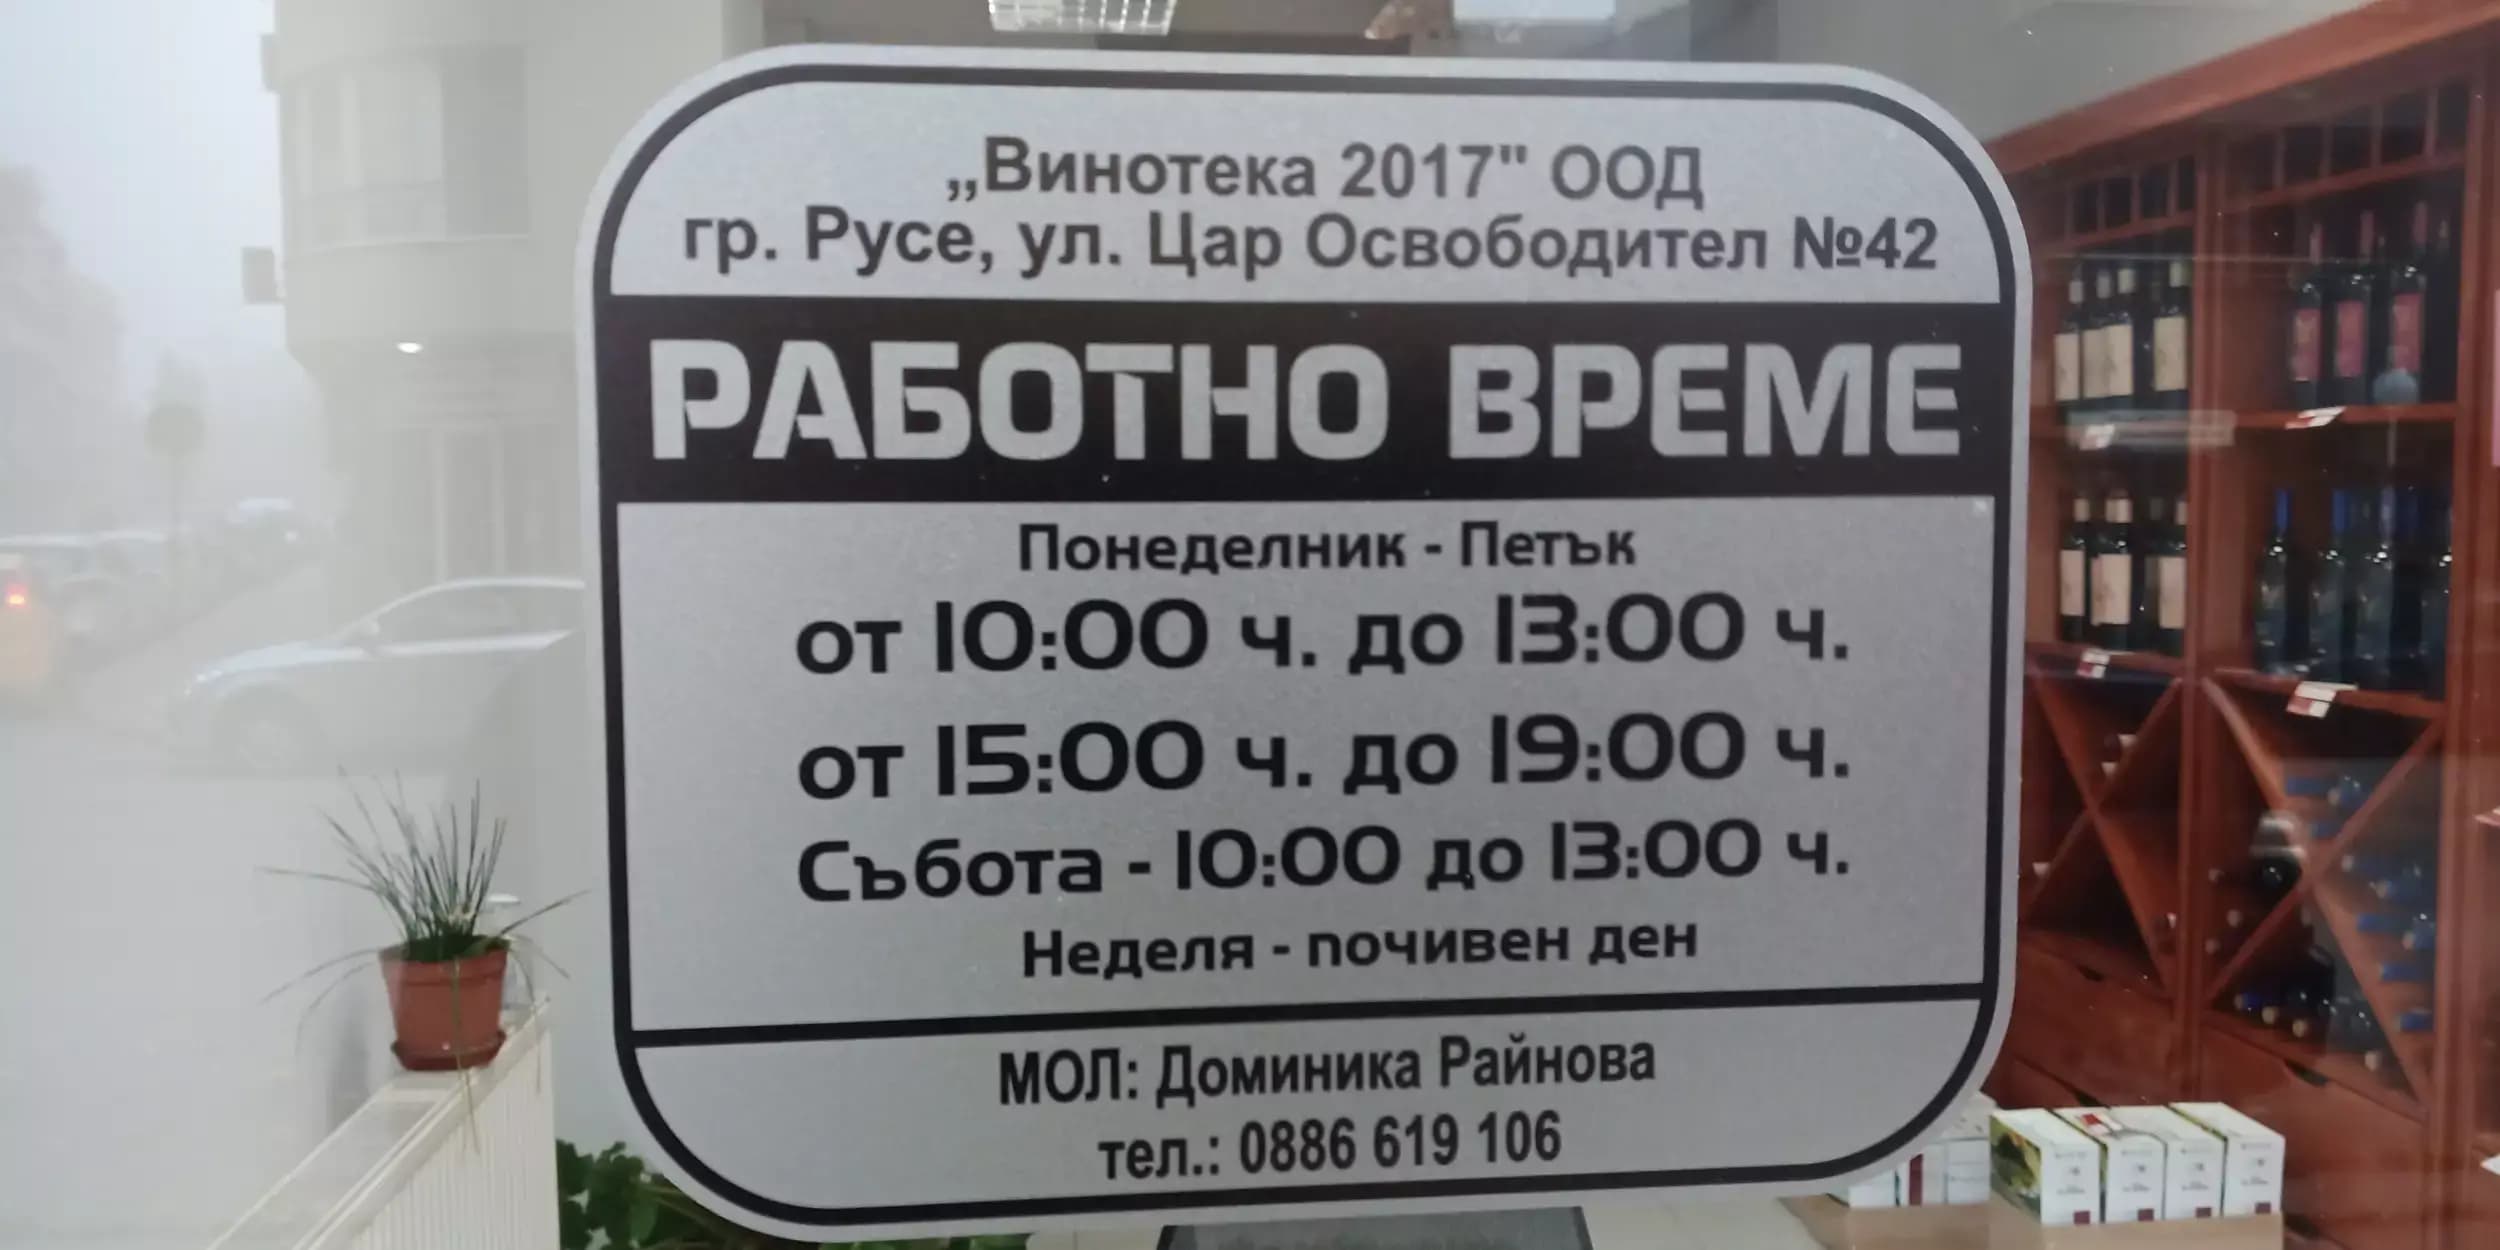 „Винотека 2017" ООД
гр. Русе, ул. Цар Освободител №42
РАБОТНО ВРЕМЕ
Понеделник - Петък
от 10:00 ч. до 13:00 ч.
от 15:00 ч. до 19:00 ч.
Събота - 10:00 до 13:00 ч.
Неделя - почивен ден
МОЛ: Доминика Райнова
тел.: 0886 619 106